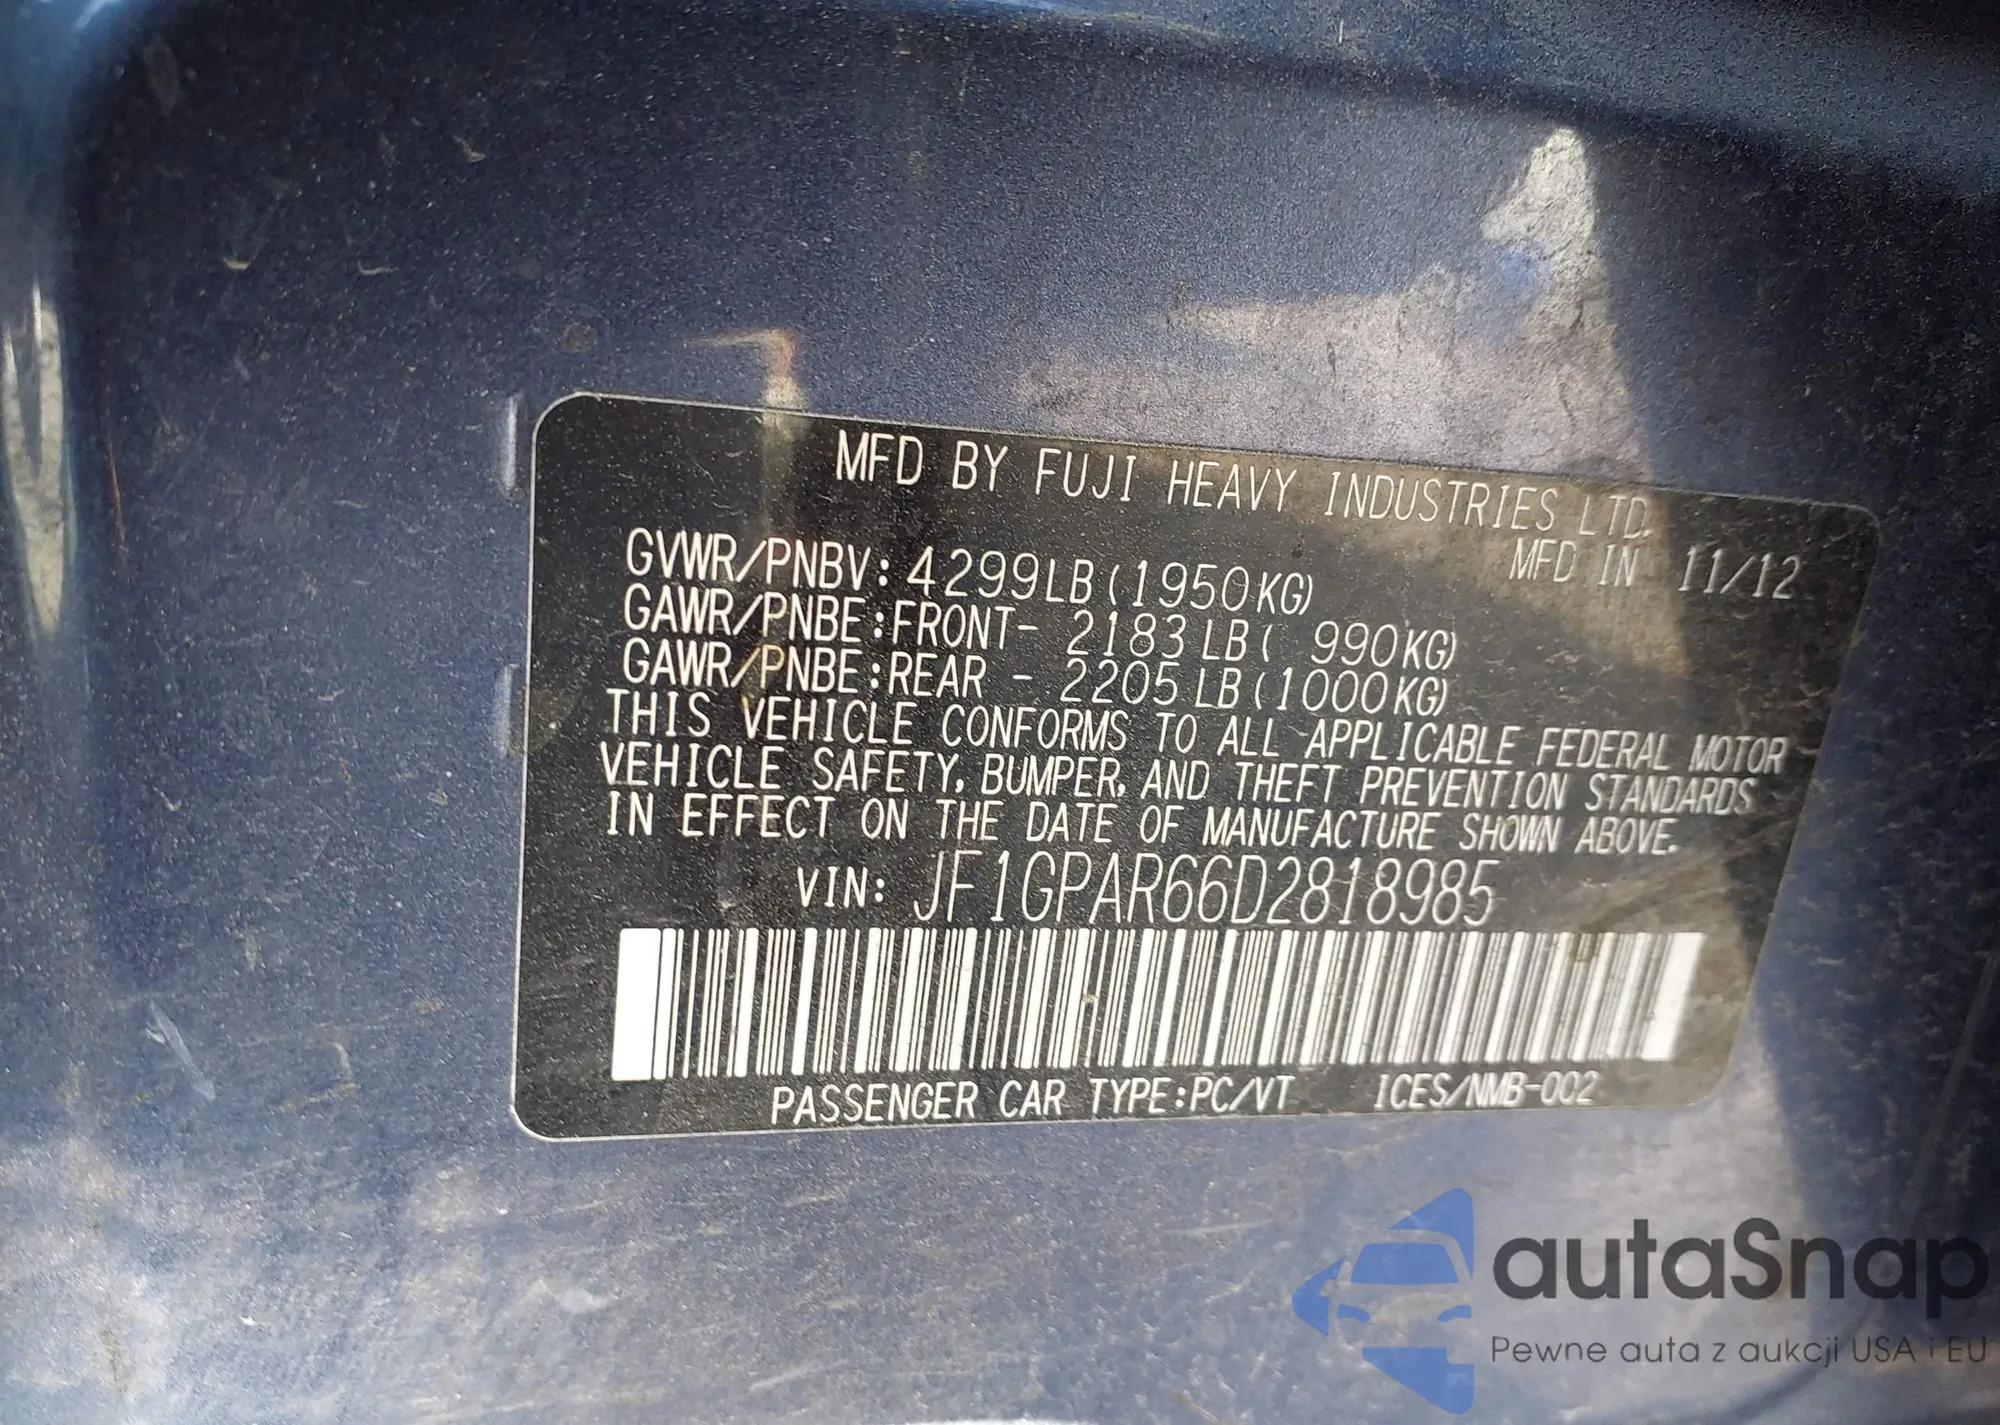 MFD BY FUJI HEAVY INDUSTRIES LTD.
MFD IN 11/12
GVWR/PNBV: 4299LB(1950KG)
GAWR/PNBE:FRONT- 2183LB( 990KG)
GAWR/PNBE:REAR - 2205LB(1000KG)
THIS VEHICLE CONFORMS TO ALL APPLICABLE FEDERAL MOTOR
VEHICLE SAFETY, BUMPER, AND THEFT PREVENTION STANDARDS
IN EFFECT ON THE DATE OF MANUFACTURE SHOWN ABOVE.
VIN: JF1GPAR66D2818985
PASSENGER CAR TYPE:PC/VT ICES/NMB-002
autaSnap
Pewne auta z aukcji USA i EU